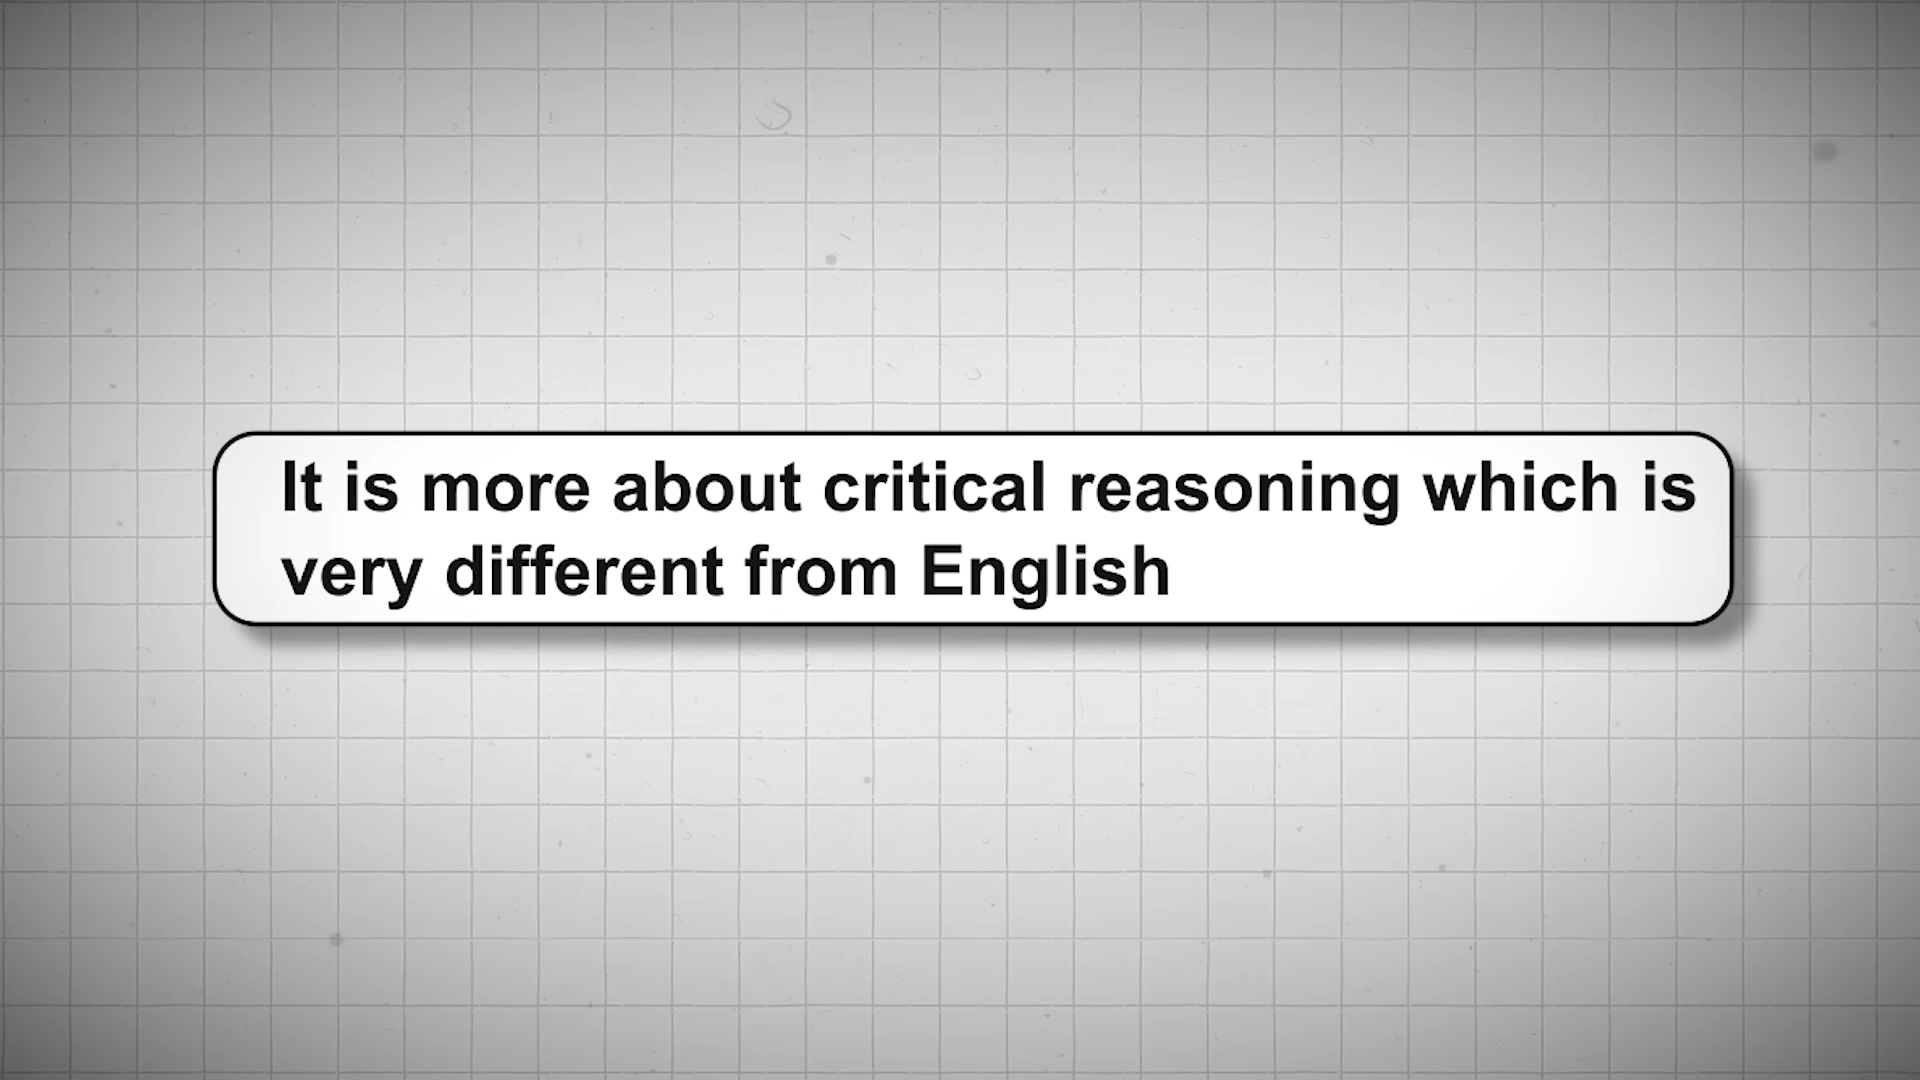 It is more about critical reasoning which is
very different from English